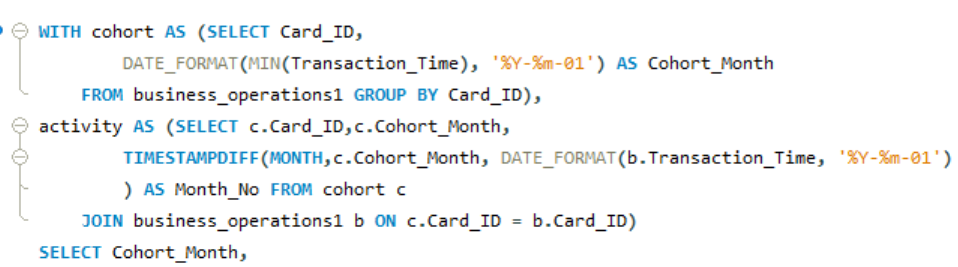 WITH cohort AS (SELECT Card_ID,
DATE_FORMAT(MIN(Transaction_Time), '%Y-%m-01') AS Cohort_Month
FROM business_operations1 GROUP BY Card_ID),
activity AS (SELECT c.Card_ID,c.Cohort_Month,
TIMESTAMPDIFF(MONTH,c.Cohort_Month, DATE_FORMAT(b.Transaction_Time, '%Y-%m-01')
) AS Month_No FROM cohort c
JOIN business_operations1 b ON c.Card_ID = b.Card_ID)
SELECT Cohort_Month,